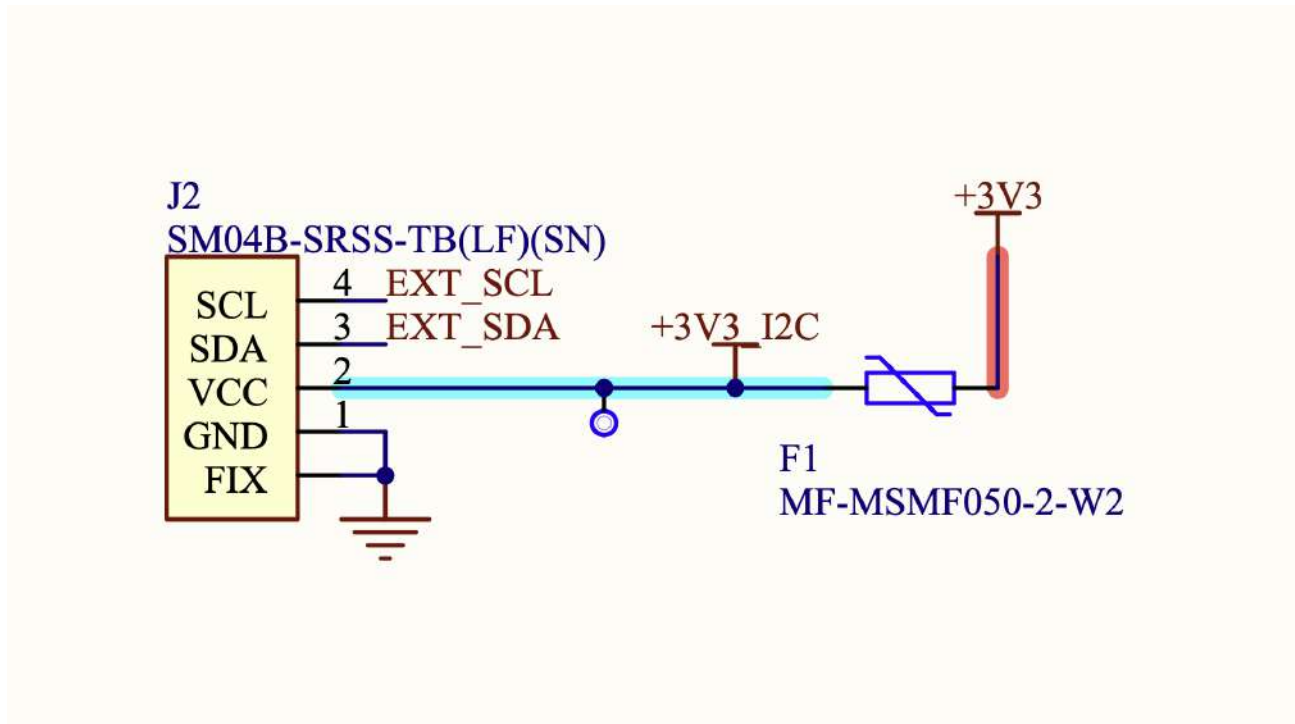 J2
SM04B-SRSS-TB(LF)(SN)
+3V3
SCL 4 EXT_SCL
SDA 3 EXT_SDA
+3V3_I2C
VCC 2
GND 1
FIX
F1
MF-MSMF050-2-W2